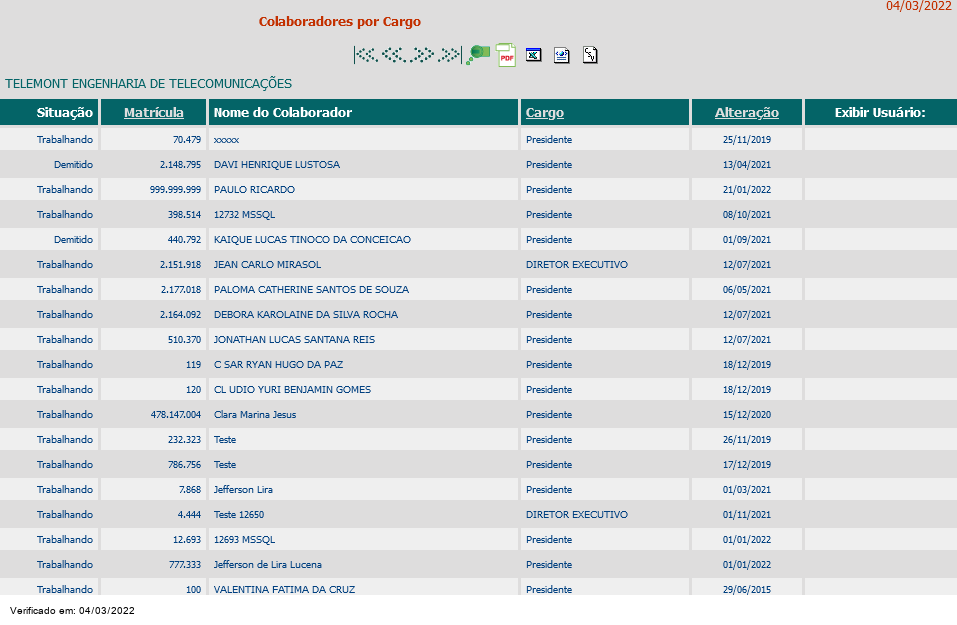 04/03/2022
Colaboradores por Cargo
PDF
TELEMONT ENGENHARIA DE TELECOMUNICAÇÕES
Situação Matrícula Nome do Colaborador Cargo Alteração Exibir Usuário:
Trabalhando 70.479 xxxxx Presidente 25/11/2019
Demitido 2.148.795 DAVI HENRIQUE LUSTOSA Presidente 13/04/2021
Trabalhando 999.999.999 PAULO RICARDO Presidente 21/01/2022
Trabalhando 398.514 12732 MSSQL Presidente 08/10/2021
Demitido 440.792 KAIQUE LUCAS TINOCO DA CONCEICAO Presidente 01/09/2021
Trabalhando 2.151.918 JEAN CARLO MIRASOL DIRETOR EXECUTIVO 12/07/2021
Trabalhando 2.177.018 PALOMA CATHERINE SANTOS DE SOUZA Presidente 06/05/2021
Trabalhando 2.164.092 DEBORA KAROLAINE DA SILVA ROCHA Presidente 12/07/2021
Trabalhando 510.370 JONATHAN LUCAS SANTANA REIS Presidente 12/07/2021
Trabalhando 119 C SAR RYAN HUGO DA PAZ Presidente 18/12/2019
Trabalhando 120 CL UDIO YURI BENJAMIN GOMES Presidente 18/12/2019
Trabalhando 478.147.004 Clara Marina Jesus Presidente 15/12/2020
Trabalhando 232.323 Teste Presidente 26/11/2019
Trabalhando 786.756 Teste Presidente 17/12/2019
Trabalhando 7.868 Jefferson Lira Presidente 01/03/2021
Trabalhando 4.444 Teste 12650 DIRETOR EXECUTIVO 01/11/2021
Trabalhando 12.693 12693 MSSQL Presidente 01/01/2022
Trabalhando 777.333 Jefferson de Lira Lucena Presidente 01/01/2022
Trabalhando 100 VALENTINA FATIMA DA CRUZ Presidente 29/06/2015
Verificado em: 04/03/2022